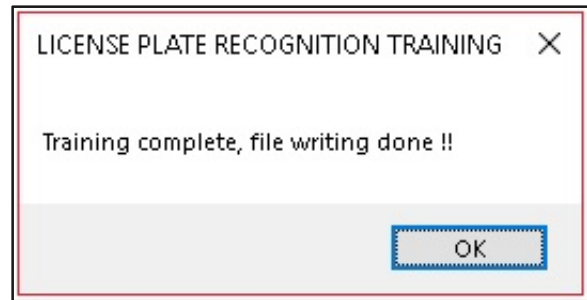 LICENSE PLATE RECOGNITION TRAINING
Training complete, file writing done !!
OK